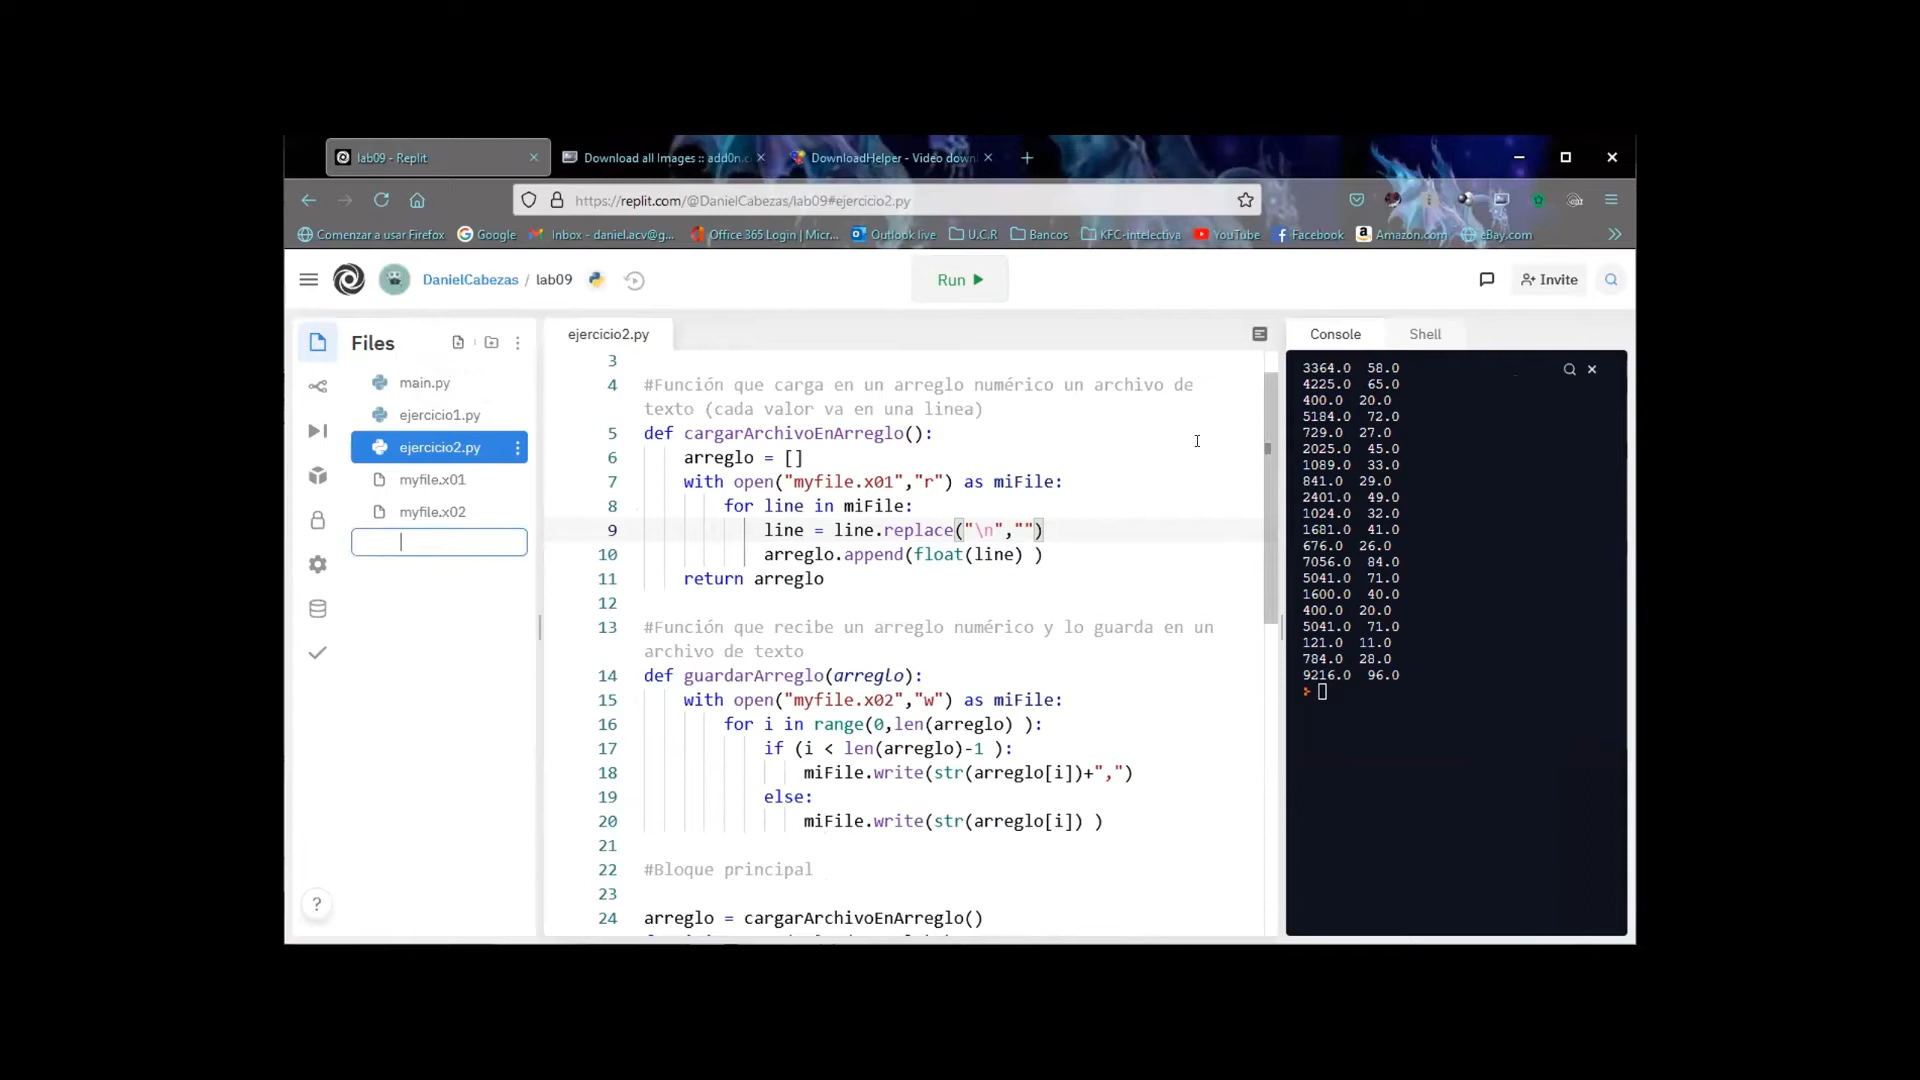 lab09 - Replit
Download all Images :: add0n.c
DownloadHelper - Video down
https://replit.com/@DanielCabezas/lab09#ejercicio2.py
Comenzar a usar Firefox
Google
Inbox - daniel.acv@g...
Office 365 Login | Micr...
Outlook live
U.C.R
Bancos
KFC-intelectiva
YouTube
Facebook
Amazon.com
eBay.com
DanielCabezas / lab09
Run
Invite
Files
main.py
ejercicio1.py
ejercicio2.py
myfile.x01
myfile.x02
?
ejercicio2.py
3
4 #Función que carga en un arreglo numérico un archivo de
texto (cada valor va en una linea)
5 def cargarArchivoEnArreglo():
6 arreglo = []
7 with open("myfile.x01","r") as miFile:
8 for line in miFile:
9 line = line.replace("\n","")
10 arreglo.append(float(line) )
11 return arreglo
12
13 #Función que recibe un arreglo numérico y lo guarda en un
archivo de texto
14 def guardarArreglo(arreglo):
15 with open("myfile.x02","w") as miFile:
16 for i in range(0,len(arreglo) ):
17 if (i < len(arreglo)-1 ):
18 miFile.write(str(arreglo[i])+",")
19 else:
20 miFile.write(str(arreglo[i]) )
21
22 #Bloque principal
23
24 arreglo = cargarArchivoEnArreglo()
Console
Shell
3364.0 58.0
4225.0 65.0
400.0 20.0
5184.0 72.0
729.0 27.0
2025.0 45.0
1089.0 33.0
841.0 29.0
2401.0 49.0
1024.0 32.0
1681.0 41.0
676.0 26.0
7056.0 84.0
5041.0 71.0
1600.0 40.0
400.0 20.0
5041.0 71.0
121.0 11.0
784.0 28.0
9216.0 96.0